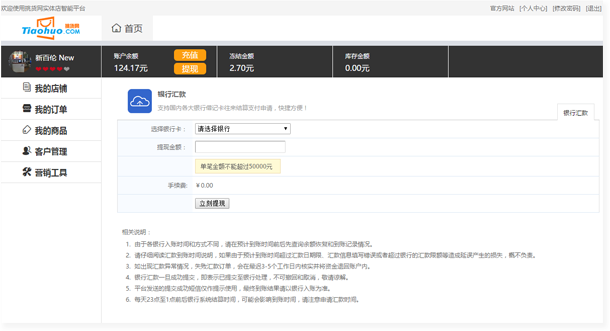 欢迎使用挑货网实体店智能平台
官方网站 [个人中心] [修改密码] [退出]
挑货网
Tiaohuo●COM
首页
新百伦 New
账户余额
124.17元
充值
提现
冻结金额
2.70元
库存金额
0.00元
我的店铺
我的订单
我的商品
客户管理
营销工具
银行汇款
支持国内各大银行借记卡往来结算支付申请，快捷方便！
银行汇款
选择银行卡：
请选择银行
提现金额：
单笔金额不能超过50000元
手续费:
￥0.00
立刻提现
相关说明：
1. 由于各银行入账时间和方式不同，请在预计到账时间前后先查询余额恢复和到账记录情况。
2. 请仔细阅读汇款到账时间说明，如果由于预计到账时间超过汇款日期限、汇款信息填写错误或者超过银行的汇款限额等造成延误产生的损失，概不负责。
3. 如出现汇款异常情况，失败汇款订单，会在延迟3-5个工作日内核实并将资金退回账户内。
4. 银行汇款一旦成功提交，即表示已提交至银行处理，不可撤回和取消，敬请谅解。
5. 平台发送的提交成功短信仅作提示使用，最终到账结果请以银行入账为准。
6. 每天23点至1点前后银行系统结算时间，可能会影响到账时间，请注意申请汇款时间。